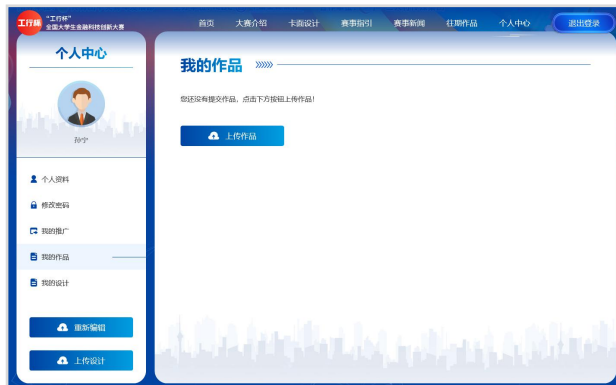 工行杯
“工行杯”
全国大学生金融科技创新大赛
首页 大赛介绍 卡面设计 赛事指引 赛事新闻 往期作品 个人中心 退出登录
个人中心
孙宁
个人资料
修改密码
我的推广
我的作品
我的设计
重新编辑
上传设计
我的作品
您还没有提交作品，点击下方按钮上传作品！
上传作品